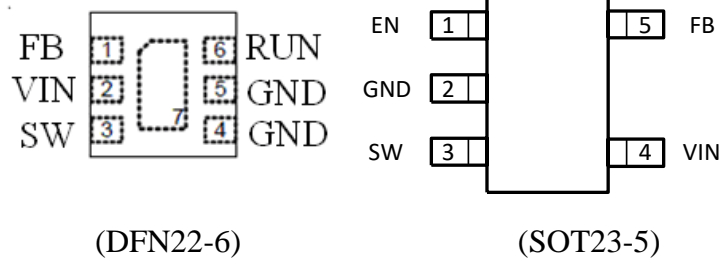 FB 1 6 RUN
VIN 2 5 GND
SW 3 7 4 GND
(DFN22-6)
EN 1 5 FB
GND 2
SW 3 4 VIN
(SOT23-5)